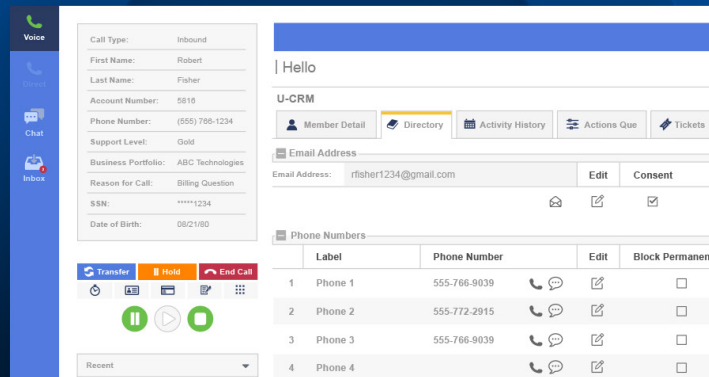 Voice
Direct
Chat
Inbox
Call Type: Inbound
First Name: Robert
Last Name: Fisher
Account Number: 5816
Phone Number: (555) 766-1234
Support Level: Gold
Business Portfolio: ABC Technologies
Reason for Call: Billing Question
SSN: *****1234
Date of Birth: 08/21/80
Transfer Hold End Call
Recent
| Hello
U-CRM
Member Detail Directory Activity History Actions Que Tickets
Email Address
Email Address: rfisher1234@gmail.com Edit Consent
Phone Numbers
Label Phone Number Edit Block Permanen
1 Phone 1 555-766-9039
2 Phone 2 555-772-2915
3 Phone 3 555-766-9039
4 Phone 4